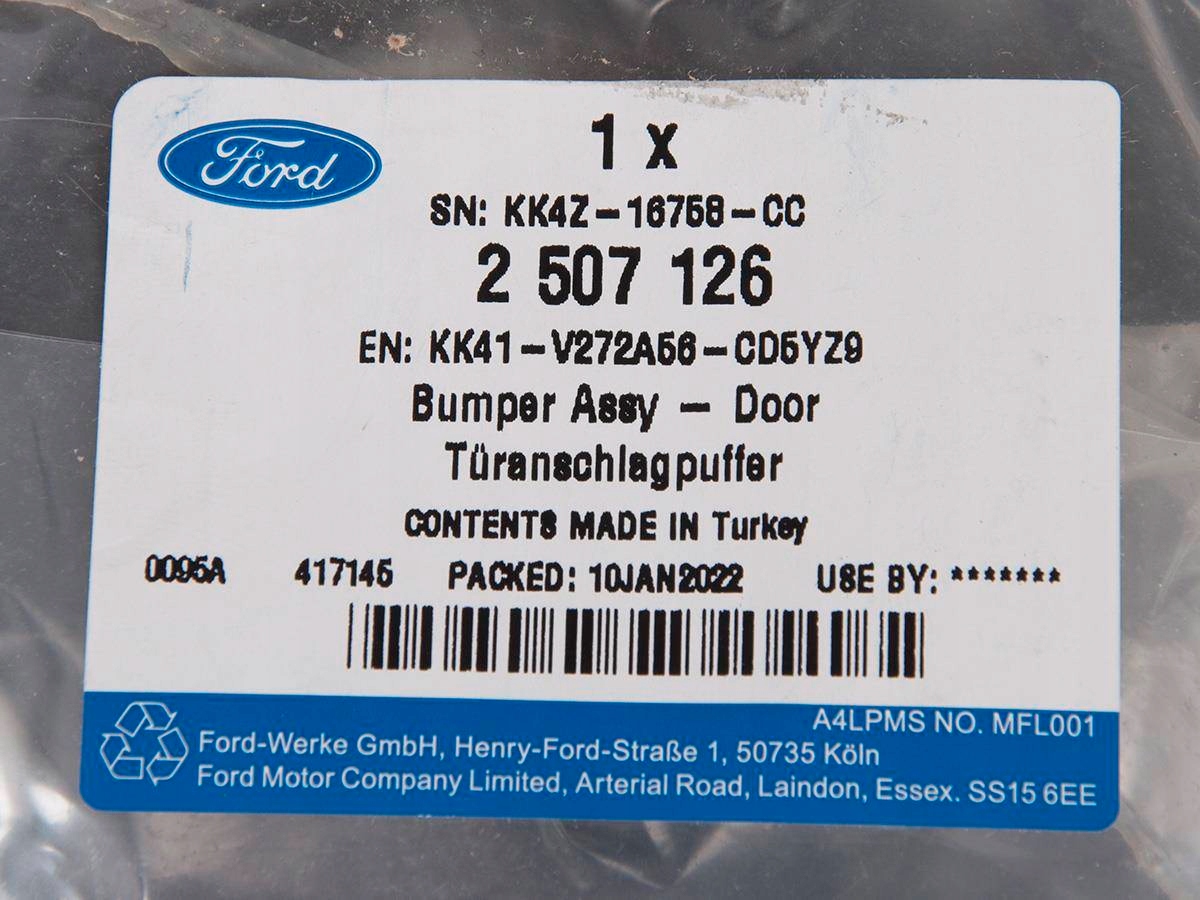 Ford
1 x
SN: KK4Z-16758-CC
2 507 126
EN: KK41-V272A56-CD5YZ9
Bumper Assy - Door
Türanschlagpuffer
CONTENTS MADE IN Turkey
0095A 417145 PACKED: 10JAN2022 USE BY: *******
A4LPMS NO. MFL001
Ford-Werke GmbH, Henry-Ford-Straße 1, 50735 Köln
Ford Motor Company Limited, Arterial Road, Laindon, Essex. SS15 6EE